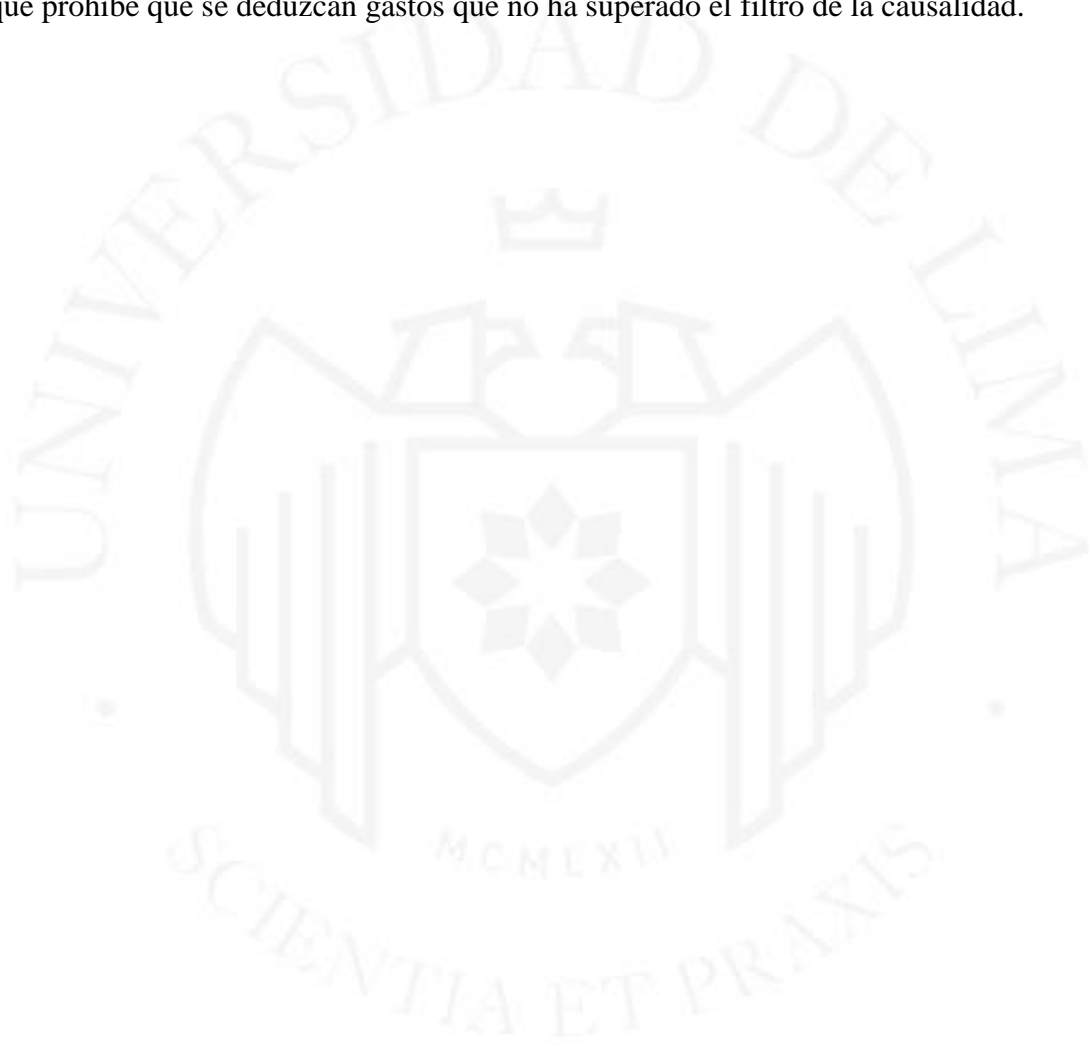 que prohíbe que se deduzcan gastos que no ha superado el filtro de la causalidad.
UNIVERSIDAD DE LIMA
MCMLXII
SCIENTIA ET PRAXIS